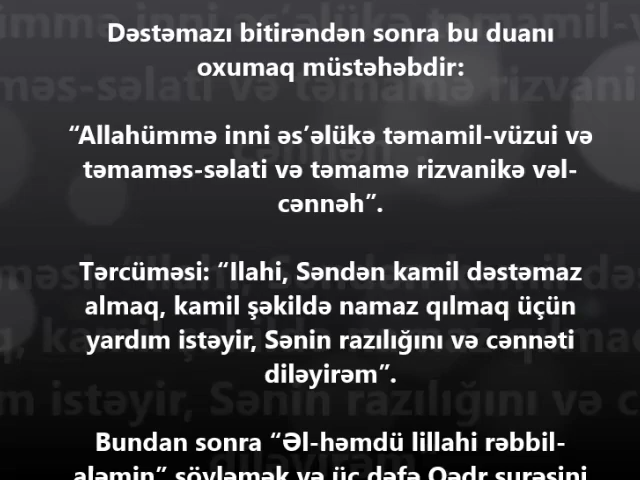 Dəstəmazı bitirəndən sonra bu duanı
oxumaq müstəhəbdir:
“Allahümmə inni əs’əlükə təmamil-vüzui və
təmaməs-səlati və təmamə rizvanikə vəl-
cənnəh”.
Tərcüməsi: “Ilahi, Səndən kamil dəstəmaz
almaq, kamil şəkildə namaz qılmaq üçün
yardım istəyir, Sənin razılığını və cənnəti
diləyirəm”.
Bundan sonra “Əl-həmdü lillahi rəbbil-
aləmin” söyləmək və üç dəfə Qədr surəsini